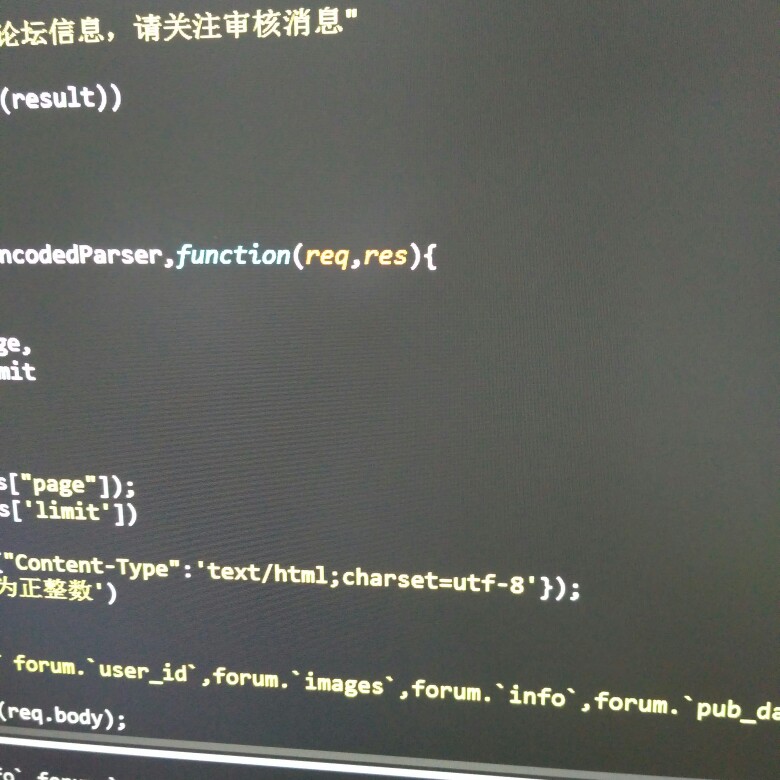 论坛信息，请关注审核消息"
(result))
ncodedParser,function(req,res){
ge,
mit
s["page"]);
s['limit'])
"Content-Type":'text/html;charset=utf-8'});
为正整数')
` forum.`user_id`,forum.`images`,forum.`info`,forum.`pub_da
(req.body);